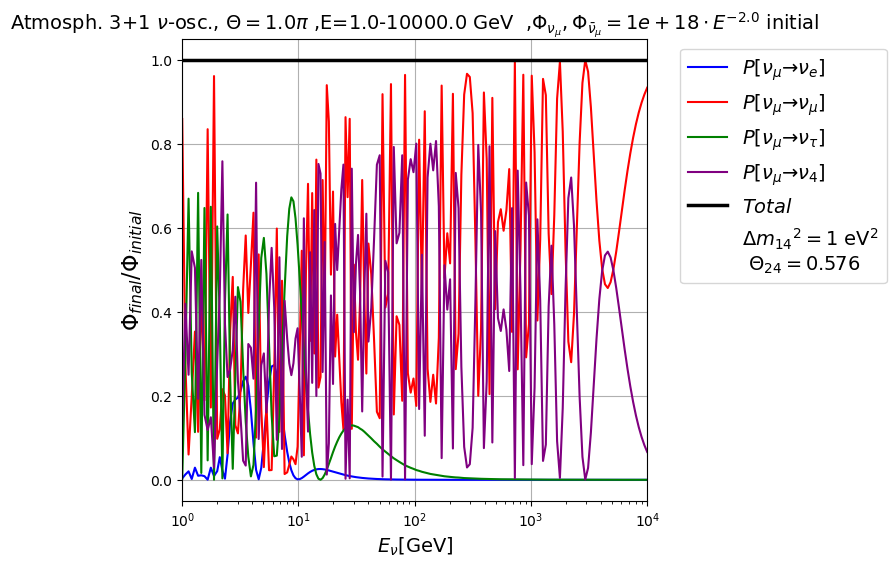 Atmosph. 3+1 ν-osc., Θ = 1.0π ,E=1.0-10000.0 GeV ,Φ_{ν_μ}, Φ_{ν̄_μ} = 1e + 18 · E^{−2.0} initial
Φ_{final}/Φ_{initial}
1.0
0.8
0.6
0.4
0.2
0.0
10^0
10^1
10^2
10^3
10^4
E_ν[GeV]
P[ν_μ→ν_e]
P[ν_μ→ν_μ]
P[ν_μ→ν_τ]
P[ν_μ→ν_4]
Total
Δm_{14}^2 = 1 eV^2
Θ_{24} = 0.576